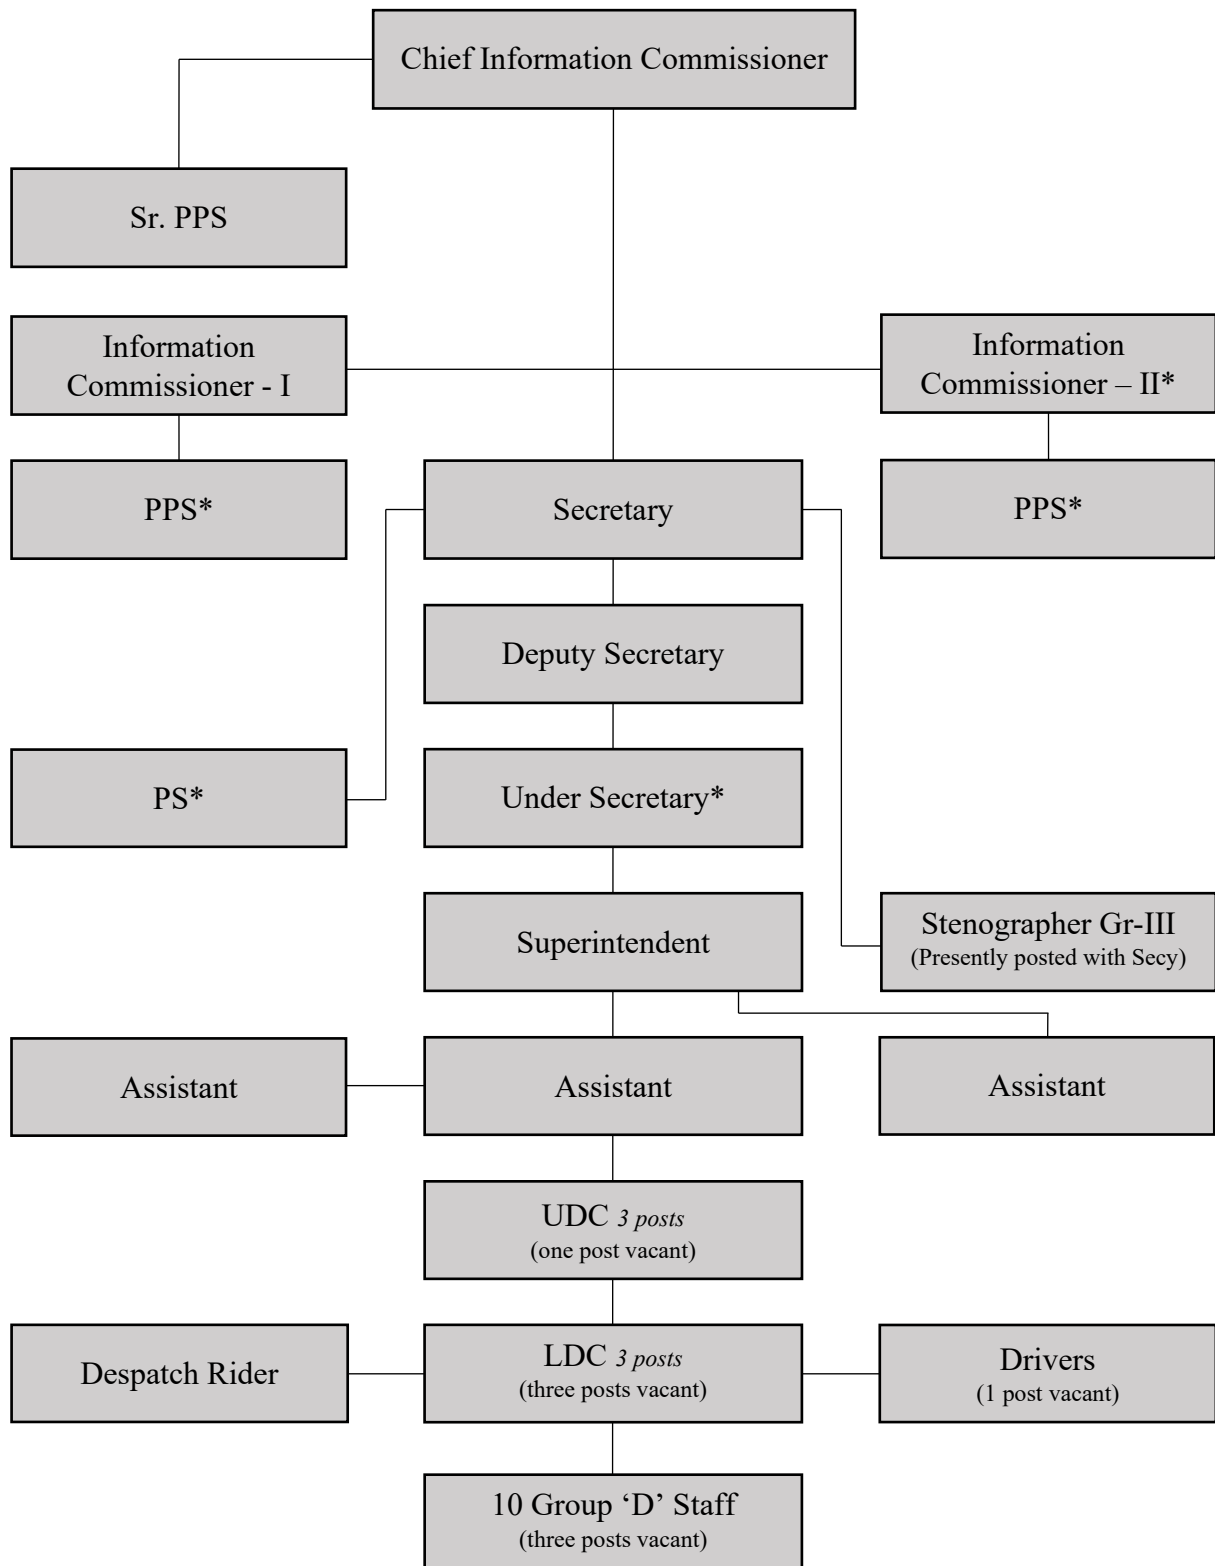 Chief Information Commissioner
Sr. PPS
Information
Commissioner - I
Information
Commissioner – II*
PPS*
Secretary
PPS*
Deputy Secretary
PS*
Under Secretary*
Superintendent
Stenographer Gr-III
(Presently posted with Secy)
Assistant
Assistant
Assistant
UDC 3 posts
(one post vacant)
Despatch Rider
LDC 3 posts
(three posts vacant)
Drivers
(1 post vacant)
10 Group ‘D’ Staff
(three posts vacant)